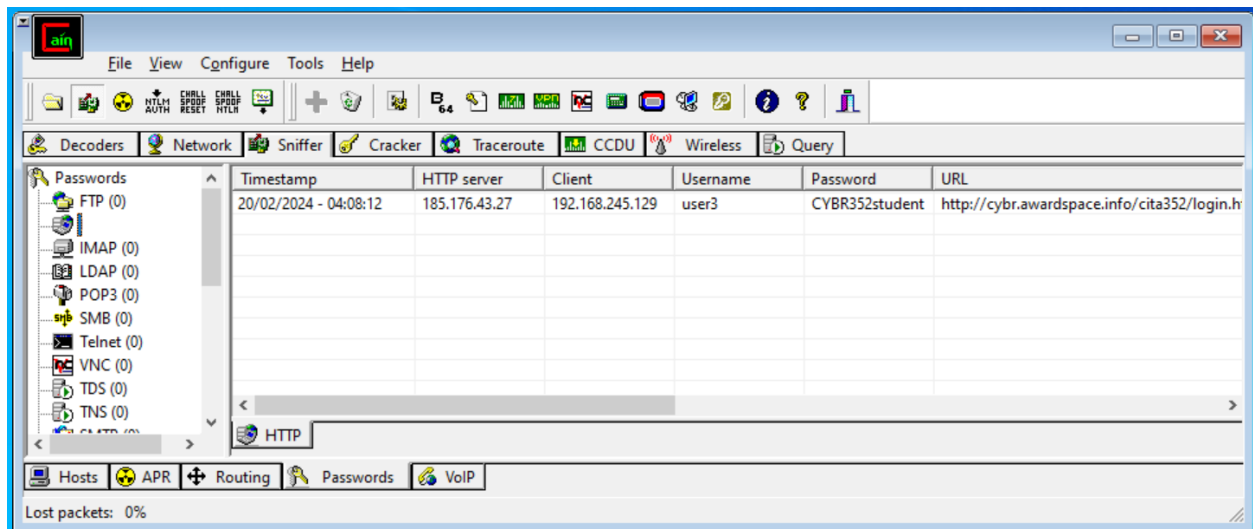 ain
File View Configure Tools Help
NTLM AUTH CHALL SPOOF RESET CHALL SPOOF NTLM B64
Decoders Network Sniffer Cracker Traceroute CCDU Wireless Query
Passwords
FTP (0)
IMAP (0)
LDAP (0)
POP3 (0)
SMB (0)
Telnet (0)
VNC (0)
TDS (0)
TNS (0)
Timestamp HTTP server Client Username Password URL
20/02/2024 - 04:08:12 185.176.43.27 192.168.245.129 user3 CYBR352student http://cybr.awardspace.info/cita352/login.h
HTTP
Hosts APR Routing Passwords VoIP
Lost packets: 0%